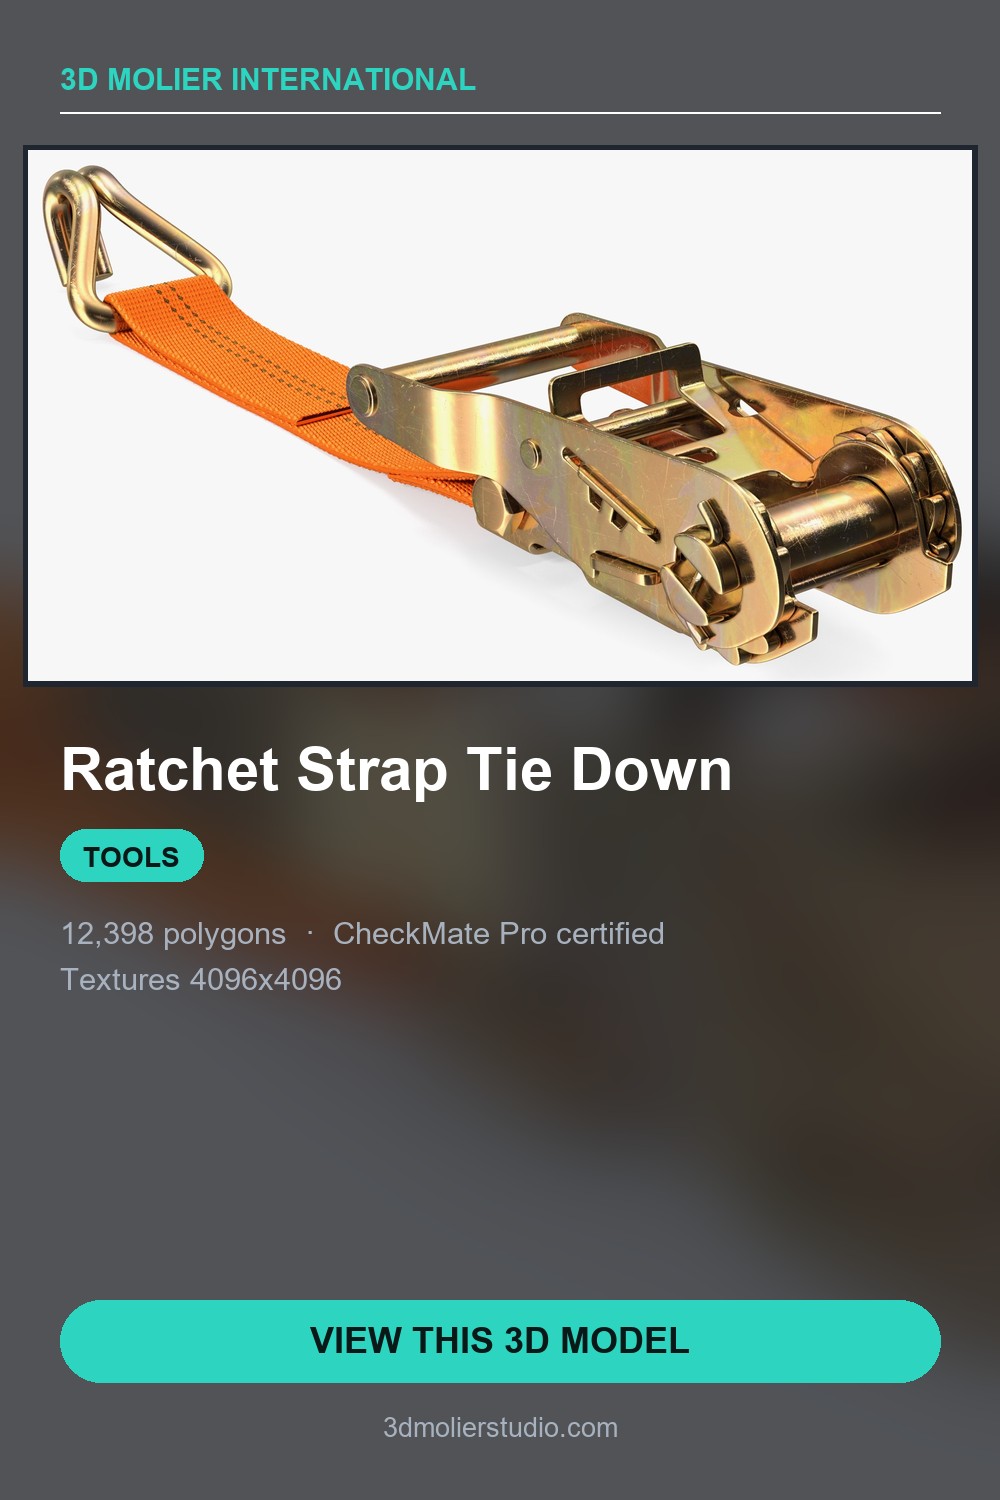 3D MOLIER INTERNATIONAL
Ratchet Strap Tie Down
TOOLS
12,398 polygons · CheckMate Pro certified
Textures 4096x4096
VIEW THIS 3D MODEL
3dmolierstudio.com